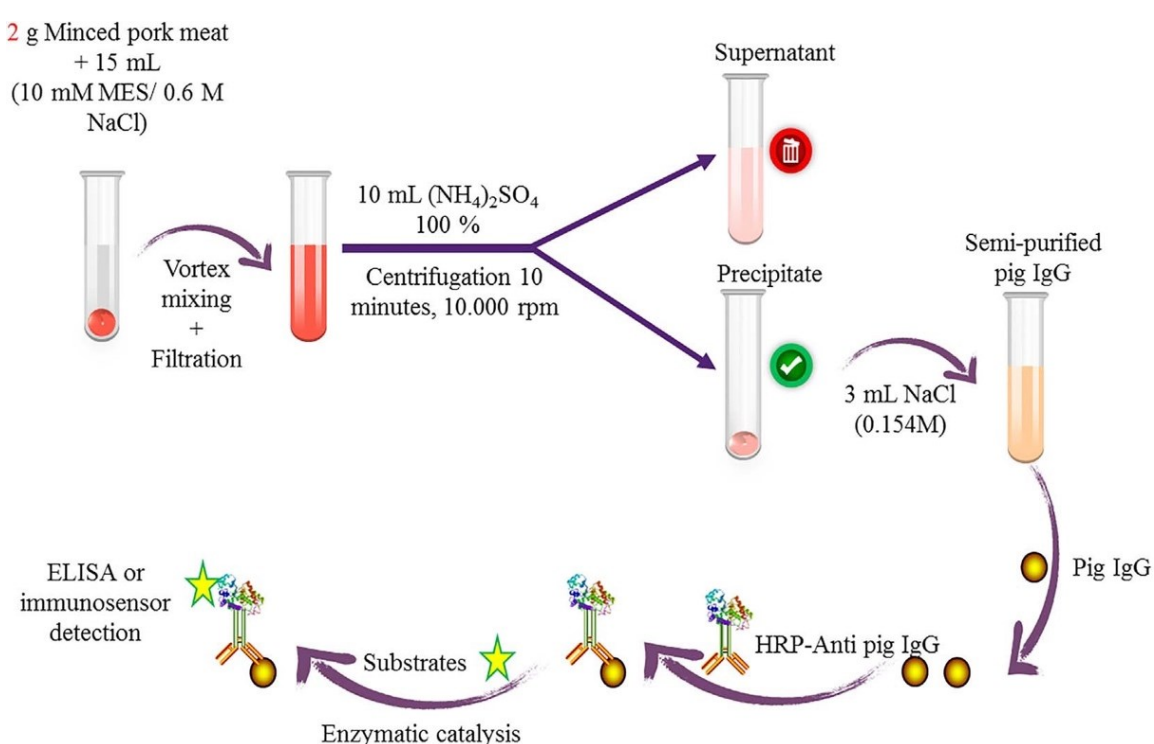 2 g Minced pork meat
+ 15 mL
(10 mM MES/ 0.6 M
NaCl)
Vortex
mixing
+
Filtration
10 mL (NH₄)₂SO₄
100 %
Centrifugation 10
minutes, 10.000 rpm
Supernatant
Precipitate
3 mL NaCl
(0.154M)
Semi-purified
pig IgG
Pig IgG
HRP-Anti pig IgG
Substrates
Enzymatic catalysis
ELISA or
immunosensor
detection